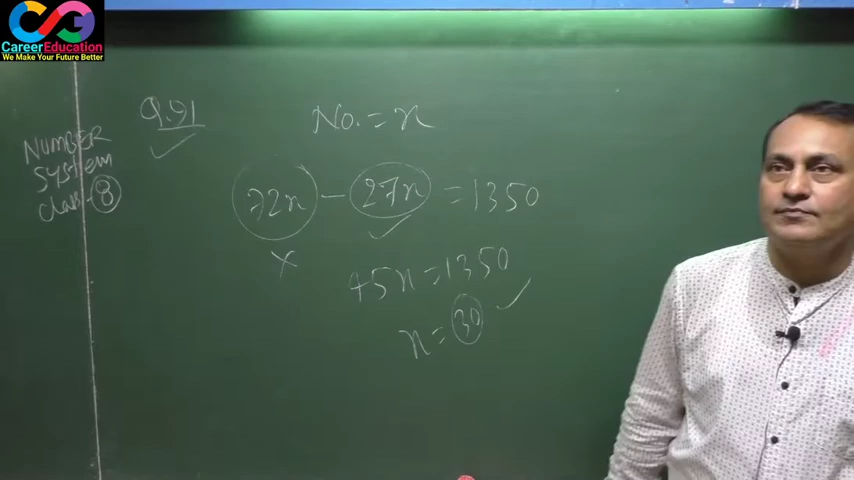 CareerEducation
We Make Your Future Better
NUMBER
SYSTEM
Class-8
Q.91
No. = x
72x - 27x = 1350
×
45x = 1350
x = 30